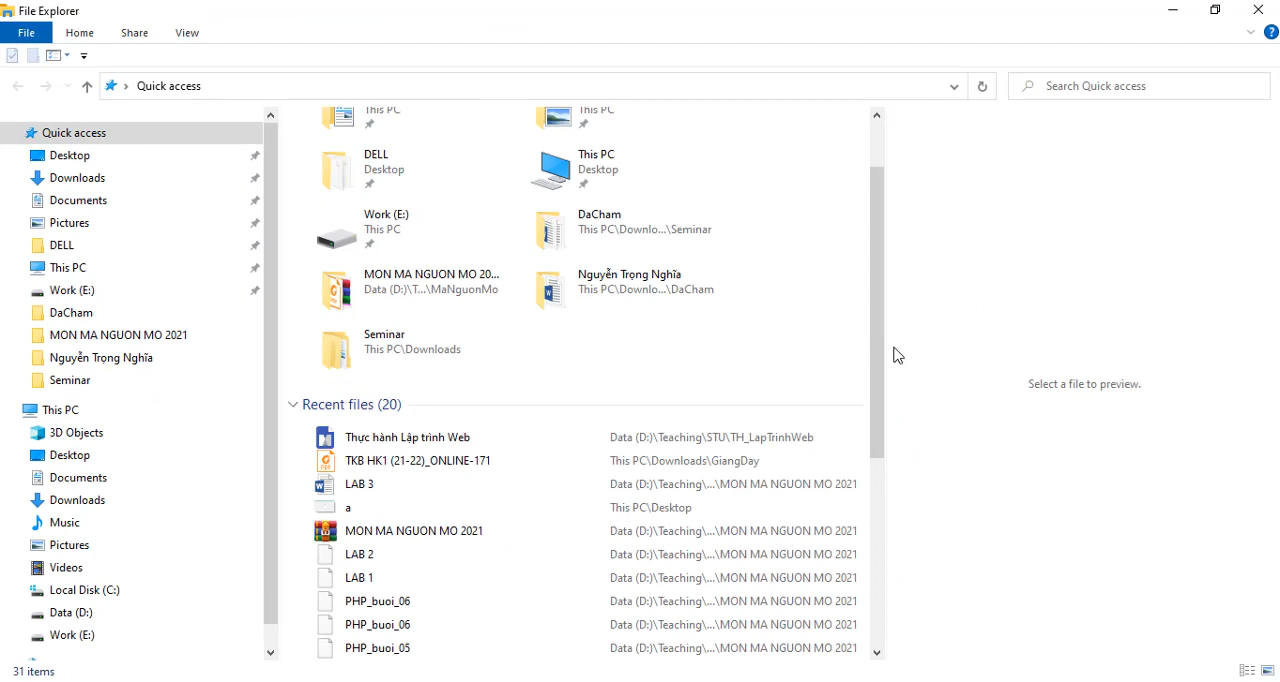 File Explorer
File
Home
Share
View
Quick access
Search Quick access
Quick access
Desktop
Downloads
Documents
Pictures
DELL
This PC
Work (E:)
DaCham
MON MA NGUON MO 2021
Nguyễn Trọng Nghĩa
Seminar
This PC
3D Objects
Desktop
Documents
Downloads
Music
Pictures
Videos
Local Disk (C:)
Data (D:)
Work (E:)
This PC
This PC
DELL
Desktop
This PC
Desktop
Work (E:)
This PC
DaCham
This PC\Downlo...\Seminar
MON MA NGUON MO 20...
Data (D:)\T...\MaNguonMo
Nguyễn Trọng Nghĩa
This PC\Downlo...\DaCham
Seminar
This PC\Downloads
Recent files (20)
Thực hành Lập trình Web Data (D:)\Teaching\STU\TH_LapTrinhWeb
TKB HK1 (21-22)_ONLINE-171 This PC\Downloads\GiangDay
LAB 3 Data (D:)\Teaching\...\MON MA NGUON MO 2021
a This PC\Desktop
MON MA NGUON MO 2021 Data (D:)\Teaching\...\MON MA NGUON MO 2021
LAB 2 Data (D:)\Teaching\...\MON MA NGUON MO 2021
LAB 1 Data (D:)\Teaching\...\MON MA NGUON MO 2021
PHP_buoi_06 Data (D:)\Teaching\...\MON MA NGUON MO 2021
PHP_buoi_06 Data (D:)\Teaching\...\MON MA NGUON MO 2021
PHP_buoi_05 Data (D:)\Teaching\...\MON MA NGUON MO 2021
Select a file to preview.
31 items